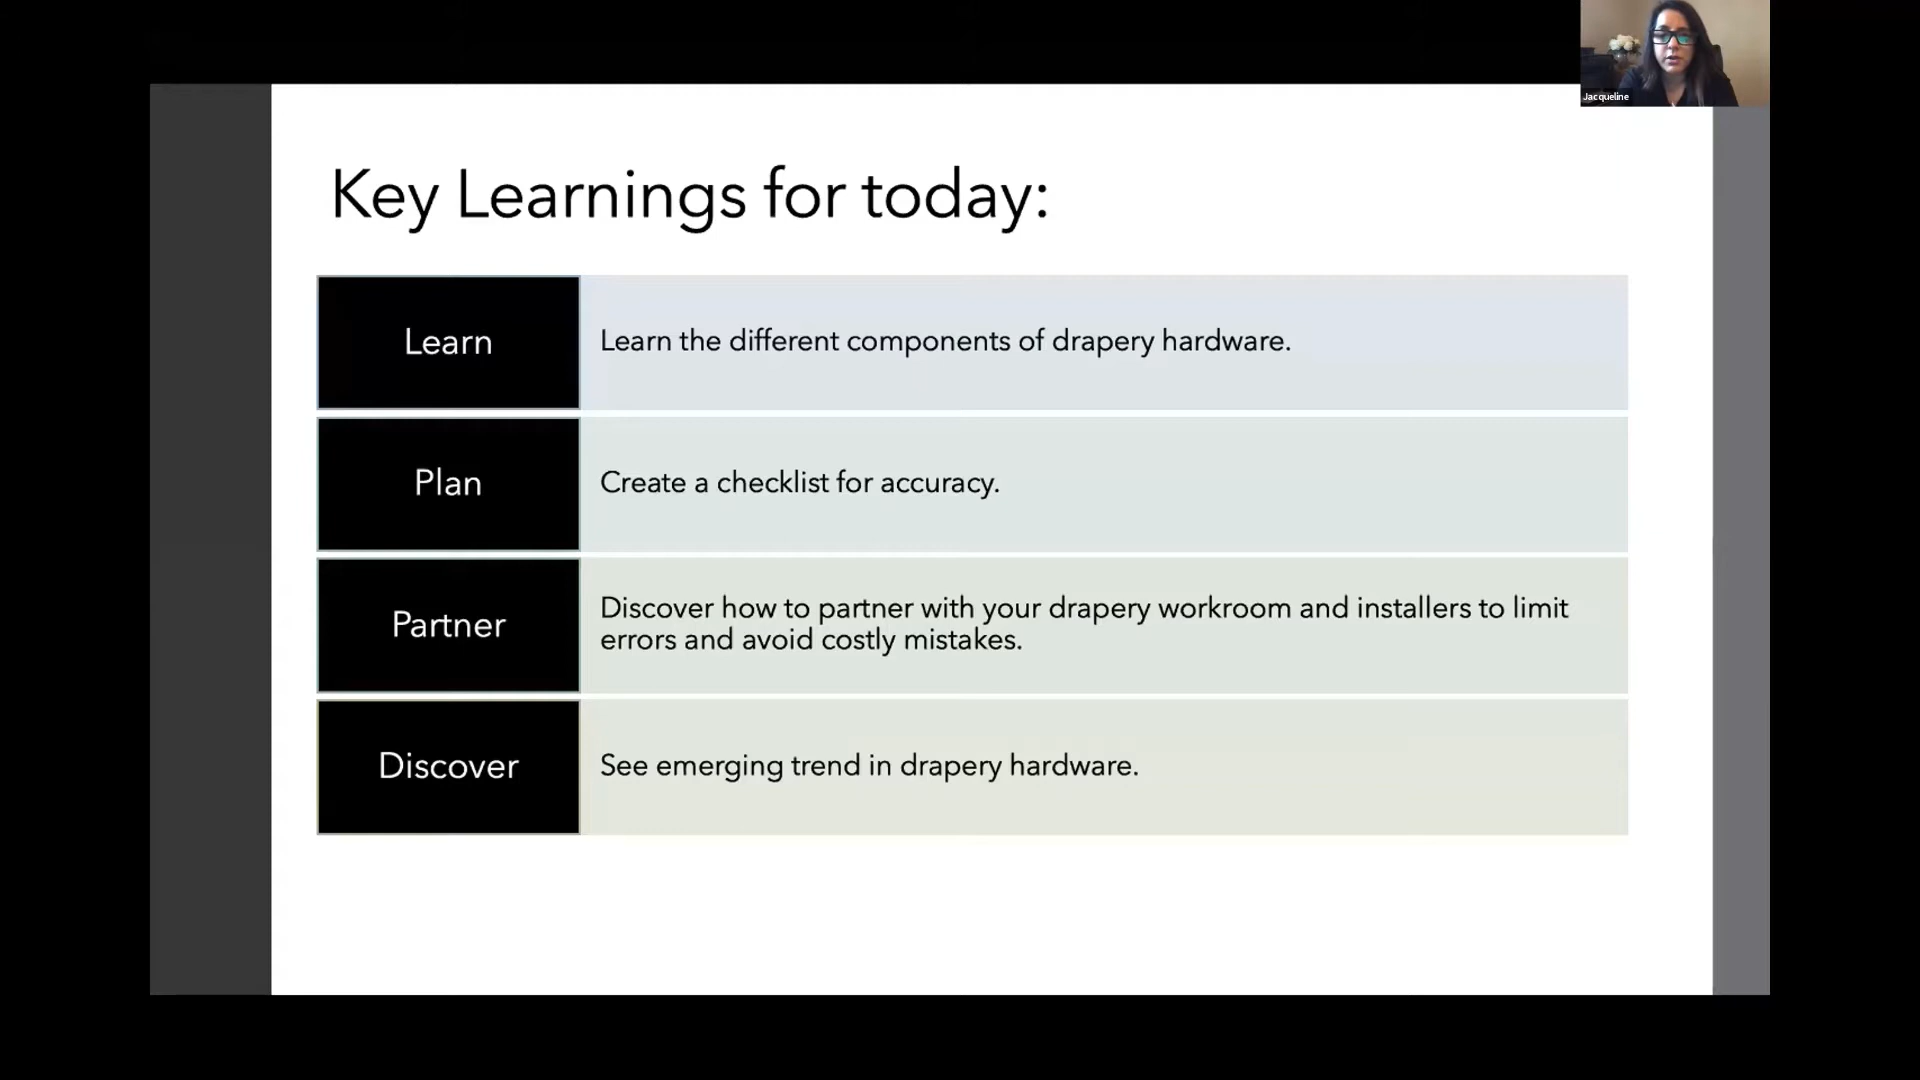 Jacqueline
Key Learnings for today:
Learn
Learn the different components of drapery hardware.
Plan
Create a checklist for accuracy.
Partner
Discover how to partner with your drapery workroom and installers to limit
errors and avoid costly mistakes.
Discover
See emerging trend in drapery hardware.